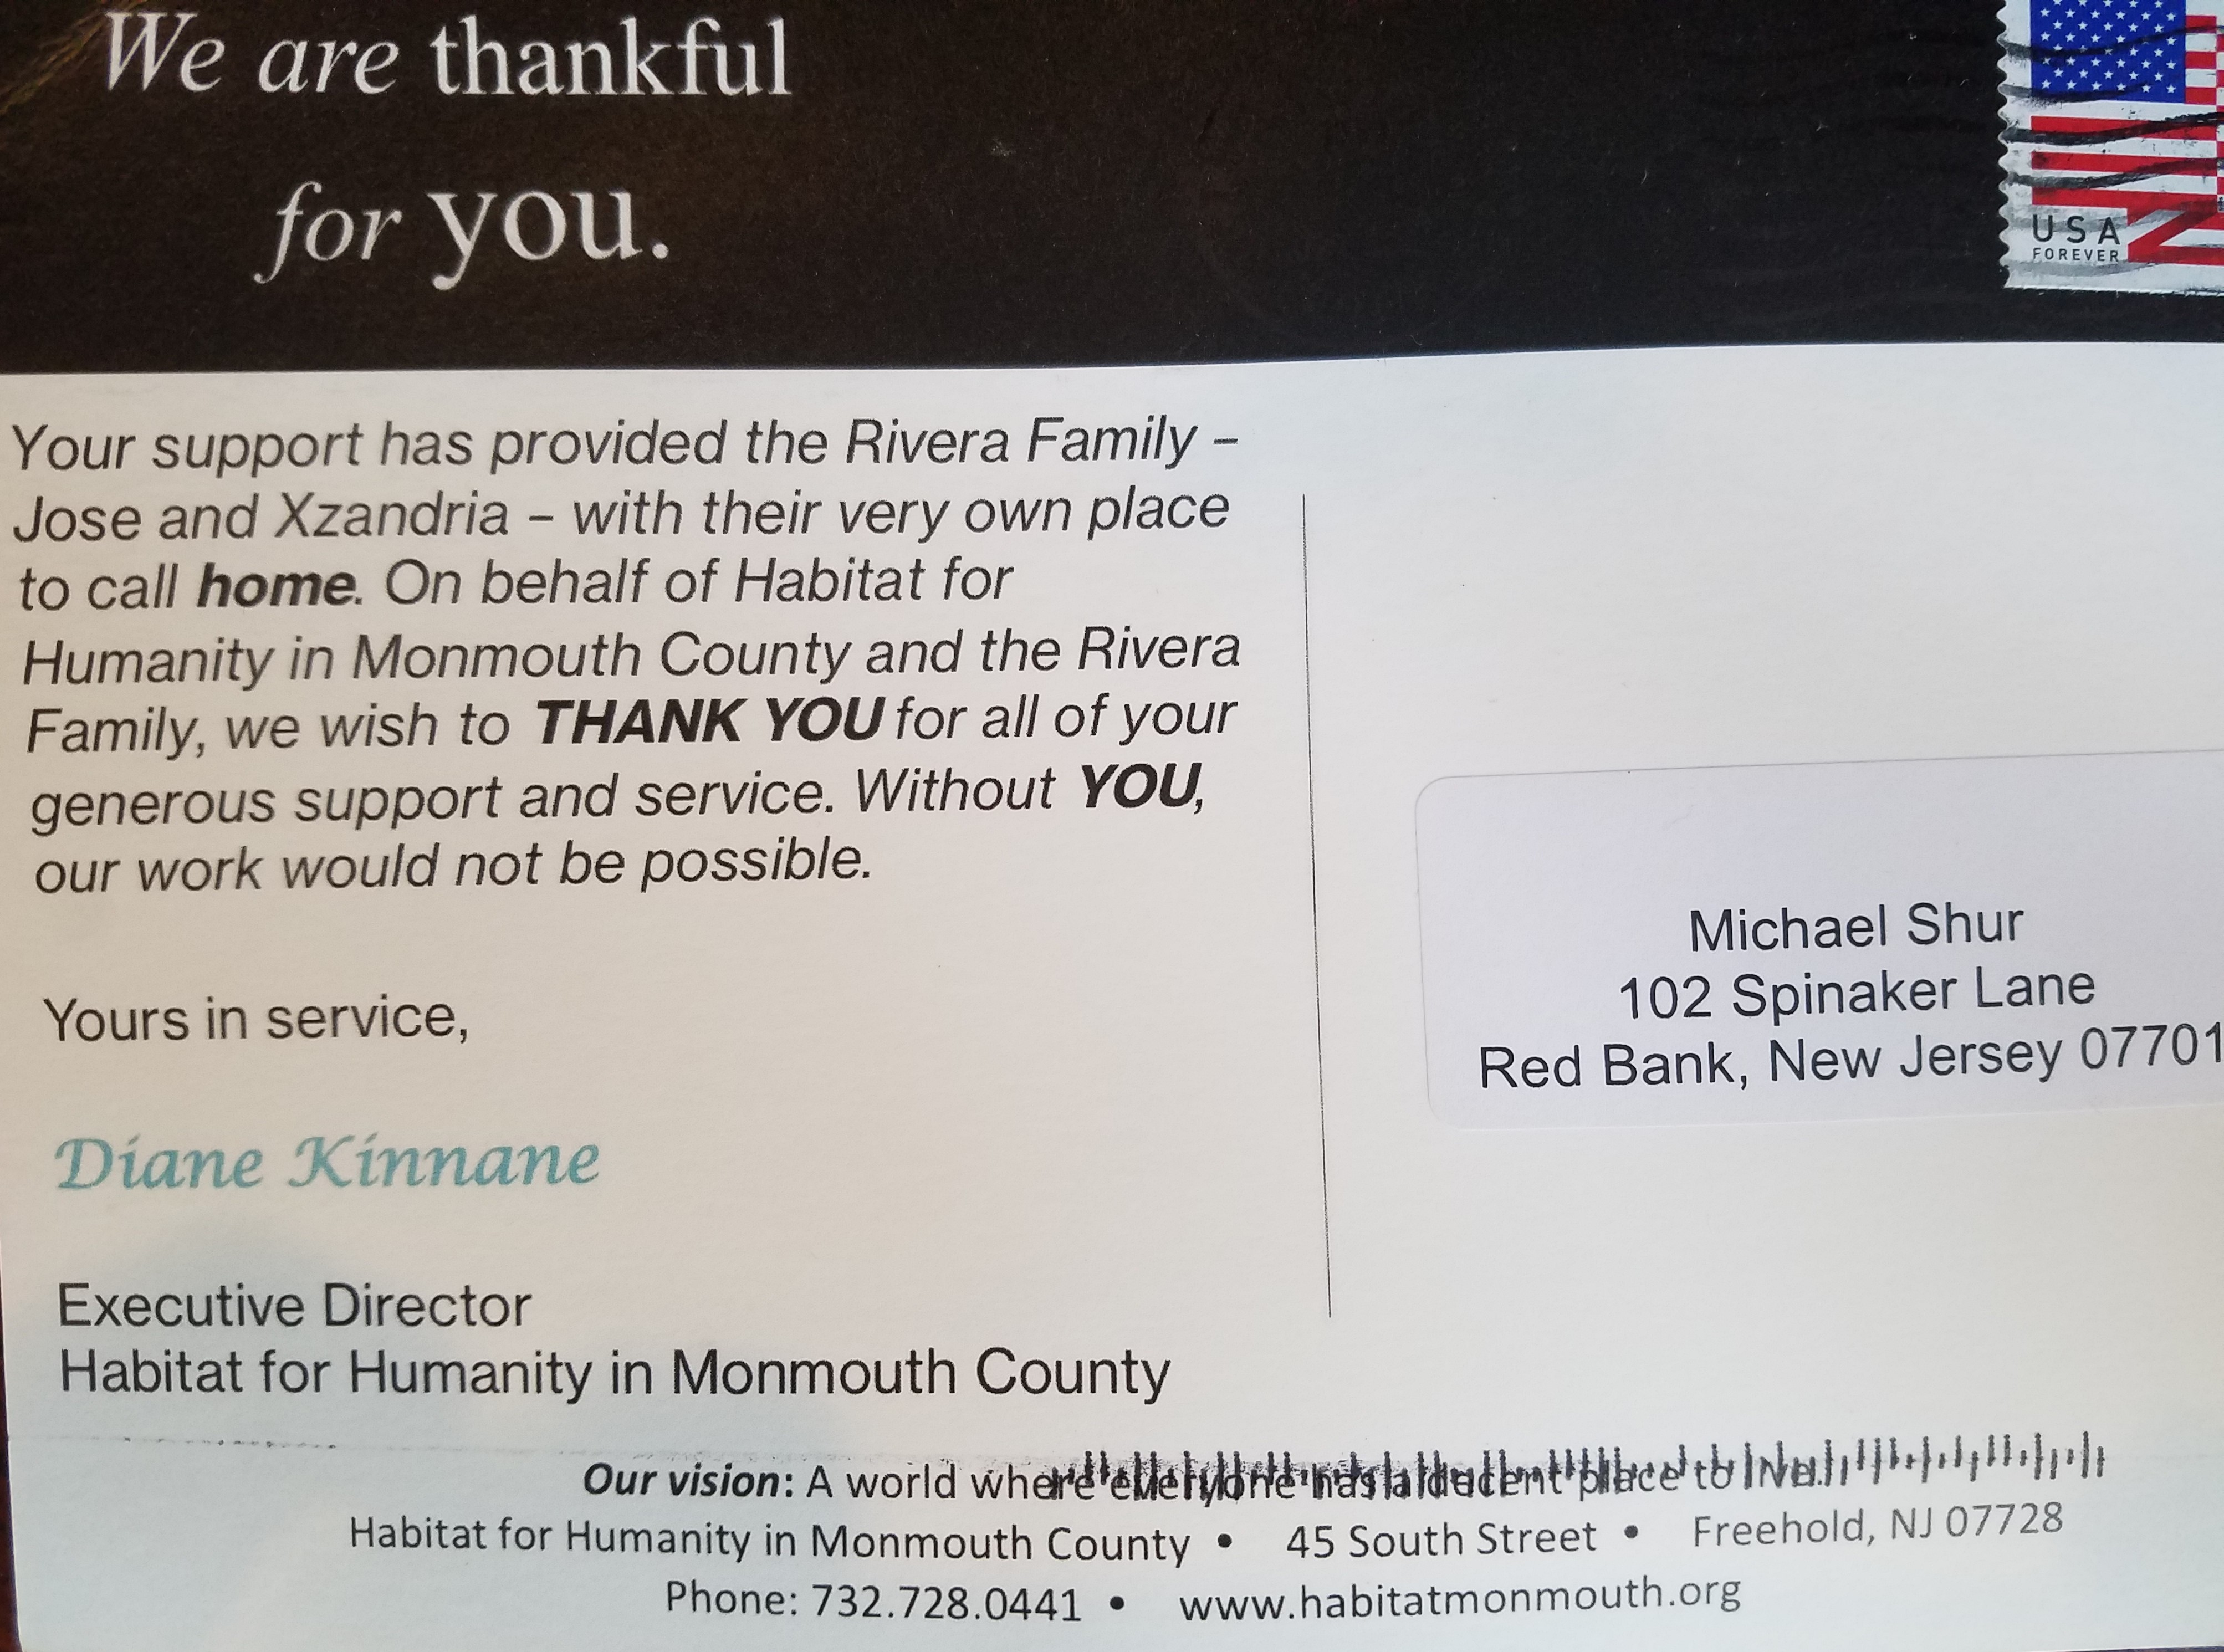 We are thankful
for you.
USA
FOREVER
Your support has provided the Rivera Family –
Jose and Xzandria – with their very own place
to call home. On behalf of Habitat for
Humanity in Monmouth County and the Rivera
Family, we wish to THANK YOU for all of your
generous support and service. Without YOU,
our work would not be possible.
Michael Shur
102 Spinaker Lane
Red Bank, New Jersey 07701
Yours in service,
Diane Kinnane
Executive Director
Habitat for Humanity in Monmouth County
Our vision: A world where everyone has a decent place to live.
Habitat for Humanity in Monmouth County • 45 South Street • Freehold, NJ 07728
Phone: 732.728.0441 • www.habitatmonmouth.org